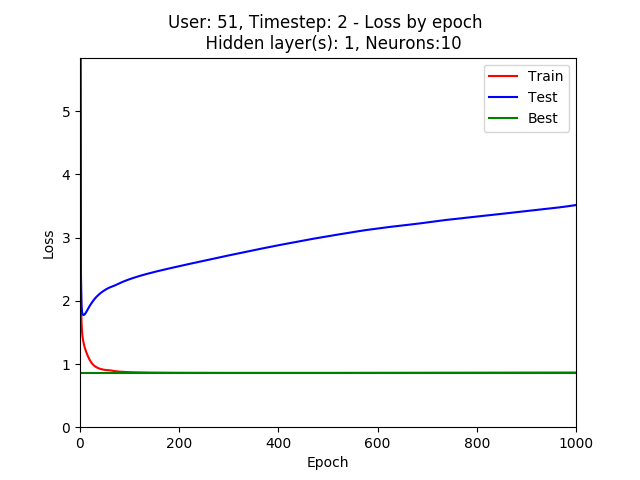 User: 51, Timestep: 2 - Loss by epoch
Hidden layer(s): 1, Neurons:10
Train
Test
Best
5
4
3
2
1
0
Loss
0 200 400 600 800 1000
Epoch